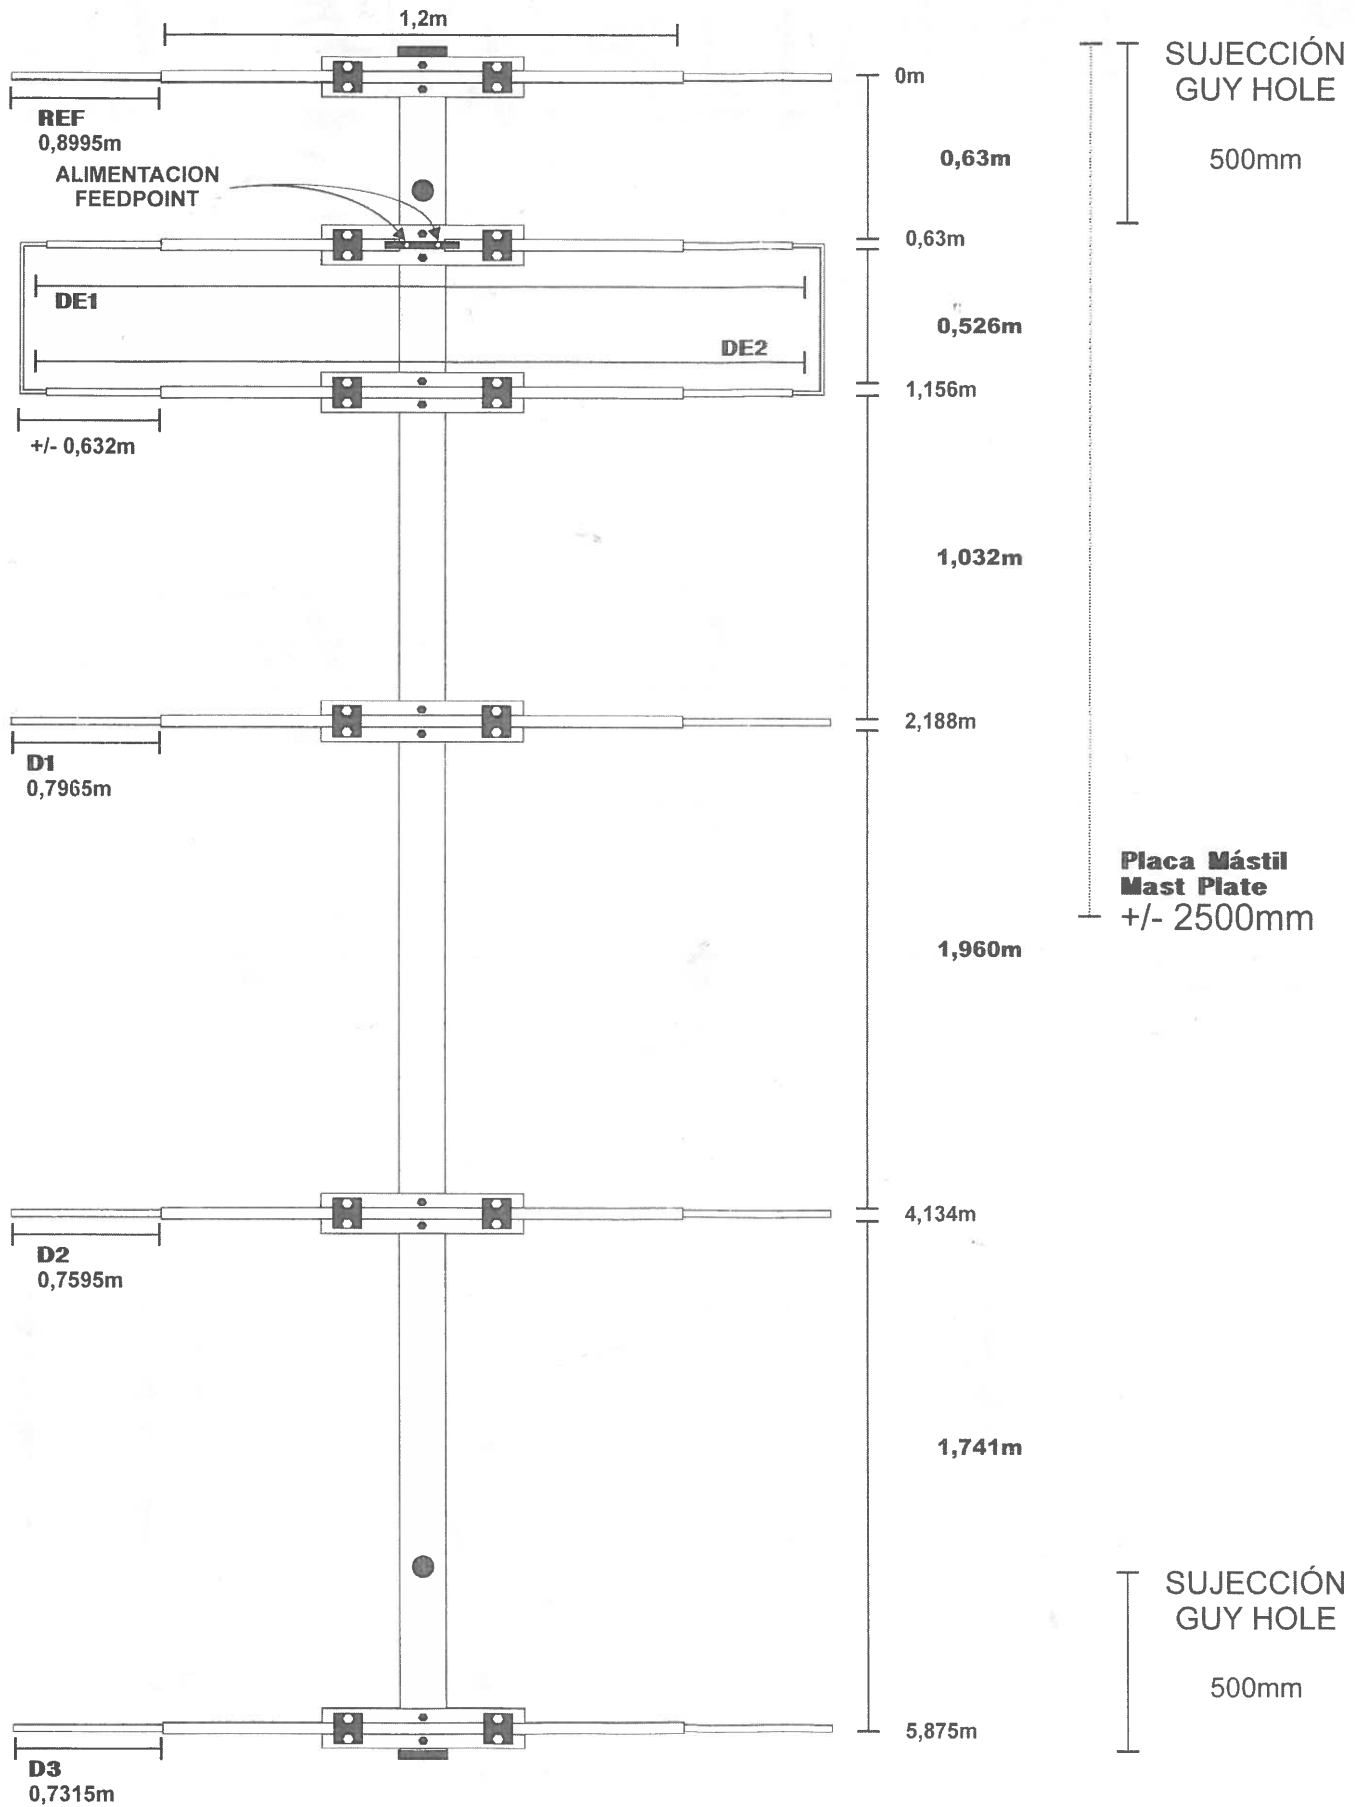 1,2m
SUJECCIÓN
GUY HOLE
500mm
0m
REF
0,8995m
ALIMENTACION
FEEDPOINT
0,63m
0,63m
DE1
0,526m
DE2
1,156m
+/- 0,632m
1,032m
2,188m
D1
0,7965m
Placa Mástil
Mast Plate
+/- 2500mm
1,960m
4,134m
D2
0,7595m
1,741m
SUJECCIÓN
GUY HOLE
500mm
5,875m
D3
0,7315m